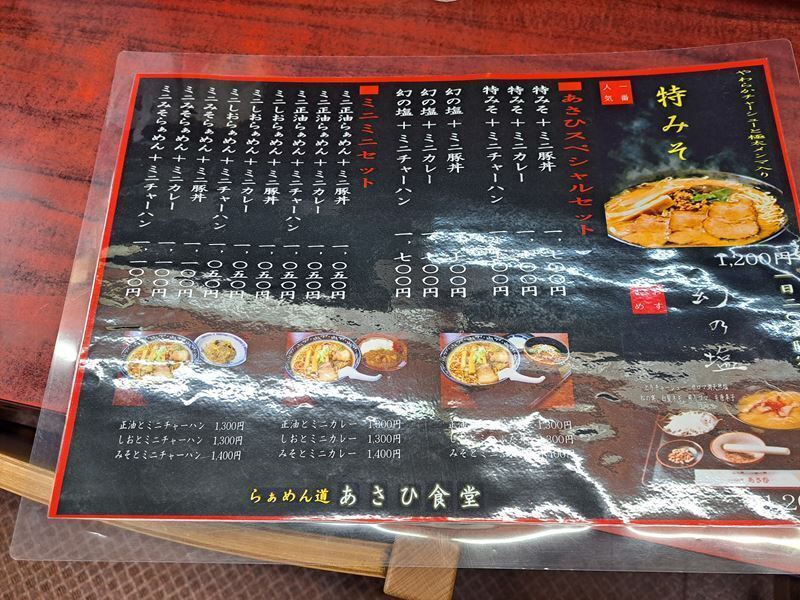 やわらかチャーシューと極太メン入り
一番
人気
特みそ
1,200円
幻の塩
あさひスペシャルセット
特みそ＋ミニ豚丼
特みそ＋ミニカレー
特みそ＋ミニチャーハン 一、七〇〇円
幻の塩＋ミニ豚丼
幻の塩＋ミニカレー
幻の塩＋ミニチャーハン 一、七〇〇円
ミニミニセット
ミニ正油らぁめん＋ミニ豚丼 一、〇五〇円
ミニ正油らぁめん＋ミニカレー 一、〇五〇円
ミニ正油らぁめん＋ミニチャーハン 一、〇五〇円
ミニしおらぁめん＋ミニ豚丼 一、〇五〇円
ミニしおらぁめん＋ミニカレー 一、〇五〇円
ミニしおらぁめん＋ミニチャーハン 一、〇五〇円
ミニみそらぁめん＋ミニ豚丼 一、一〇〇円
ミニみそらぁめん＋ミニカレー 一、一〇〇円
ミニみそらぁめん＋ミニチャーハン 一、一〇〇円
正油とミニチャーハン 1,300円
しおとミニチャーハン 1,300円
みそとミニチャーハン 1,400円
正油とミニカレー 1,300円
しおとミニカレー 1,300円
みそとミニカレー 1,400円
らぁめん道 あさひ食堂